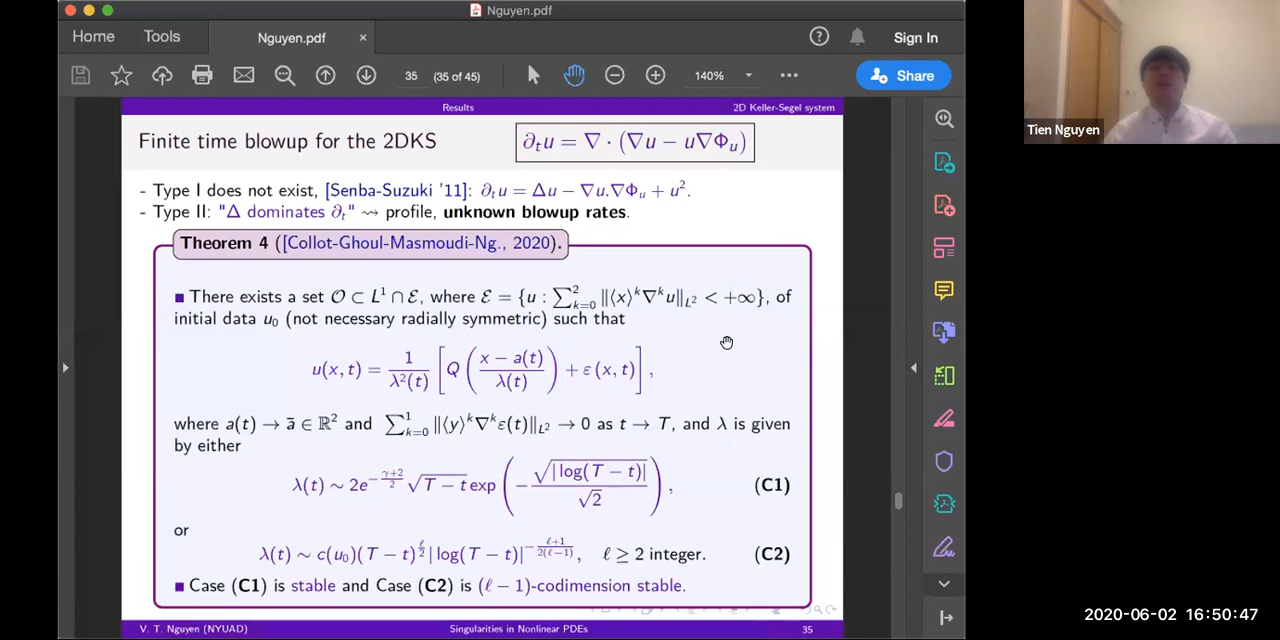 Nguyen.pdf
Home Tools Nguyen.pdf × Sign In
35 (35 of 45) 140% Share
Results 2D Keller-Segel system
Finite time blowup for the 2DKS ∂ₜu = ∇ · (∇u − u∇Φᵤ)
- Type I does not exist, [Senba-Suzuki '11]: ∂ₜu = Δu − ∇u.∇Φᵤ + u².
- Type II: "Δ dominates ∂ₜ" ⇝ profile, unknown blowup rates.
Theorem 4 ([Collot-Ghoul-Masmoudi-Ng., 2020).
■ There exists a set 𝒪 ⊂ L¹ ∩ ℰ, where ℰ = {u : ∑²ₖ₌₀ ‖⟨x⟩ᵏ∇ᵏu‖_L² < +∞}, of
initial data u₀ (not necessary radially symmetric) such that
u(x, t) = 1/λ²(t) [Q((x − a(t))/λ(t)) + ε(x, t)],
where a(t) → ā ∈ ℝ² and ∑¹ₖ₌₀ ‖⟨y⟩ᵏ∇ᵏε(t)‖_L² → 0 as t → T, and λ is given
by either
λ(t) ∼ 2e^(−(γ+2)/2) √(T − t) exp(−√|log(T − t)|/√2), (C1)
or
λ(t) ∼ c(u₀)(T − t)^(ℓ/2) |log(T − t)|^(−(ℓ+1)/(2(ℓ−1))), ℓ ≥ 2 integer. (C2)
■ Case (C1) is stable and Case (C2) is (ℓ − 1)-codimension stable.
V. T. Nguyen (NYUAD) Singularities in Nonlinear PDEs 35
Tien Nguyen
2020-06-02 16:50:47